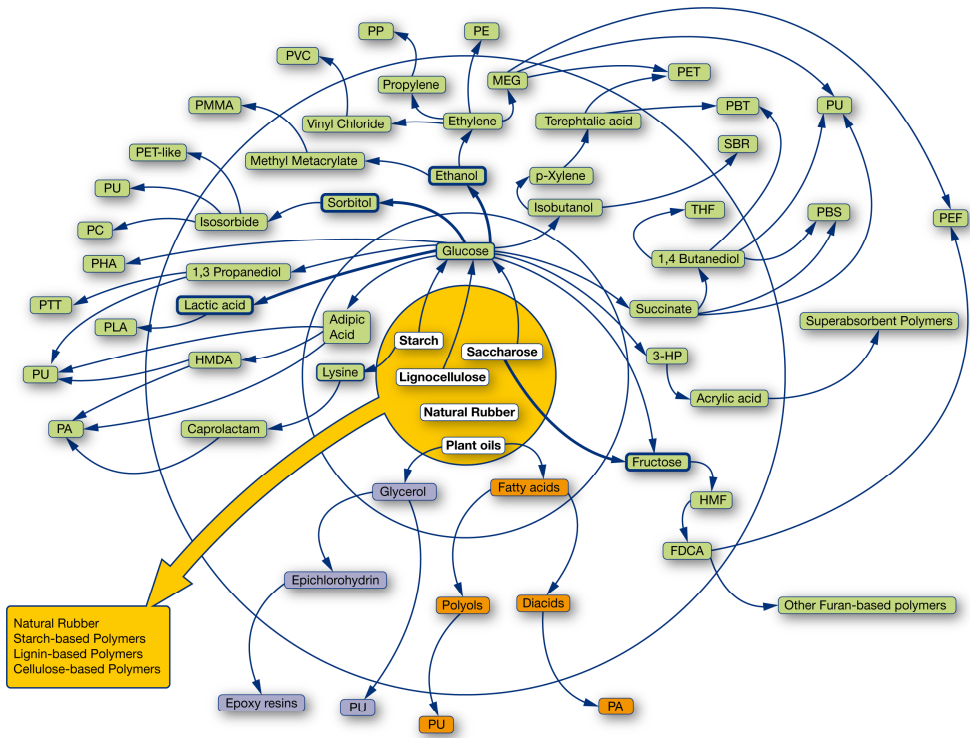 PP
PE
PVC
Propylene
MEG
PET
PMMA
PBT
PU
Vinyl Chloride
Ethylene
Terephtalic acid
SBR
PET-like
Methyl Metacrylate
Ethanol
p-Xylene
PU
Sorbitol
Isobutanol
THF
PBS
PEF
PC
Isosorbide
Glucose
1,4 Butanediol
PHA
1,3 Propanediol
PTT
Lactic acid
Succinate
PLA
Adipic
Acid
Superabsorbent Polymers
Starch
Saccharose
3-HP
HMDA
PU
Lysine
Lignocellulose
Acrylic acid
Natural Rubber
PA
Caprolactam
Plant oils
Fructose
Glycerol
Fatty acids
HMF
FDCA
Epichlorohydrin
Polyols
Diacids
Other Furan-based polymers
Natural Rubber
Starch-based Polymers
Lignin-based Polymers
Cellulose-based Polymers
Epoxy resins
PU
PU
PA